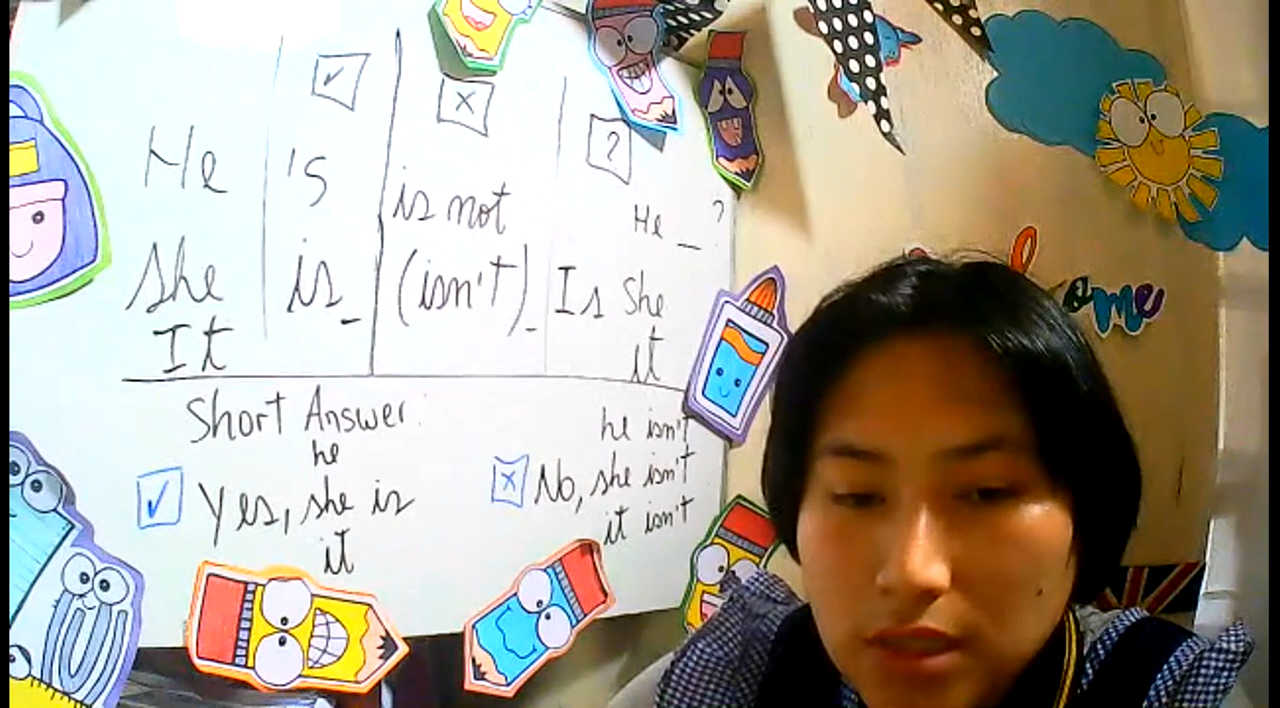 He 's is not He _ ?
she is_ (isn't)_ Is she
It it
Short Answer:
he he isn't
Yes, she is No, she isn't
it it isn't
ome